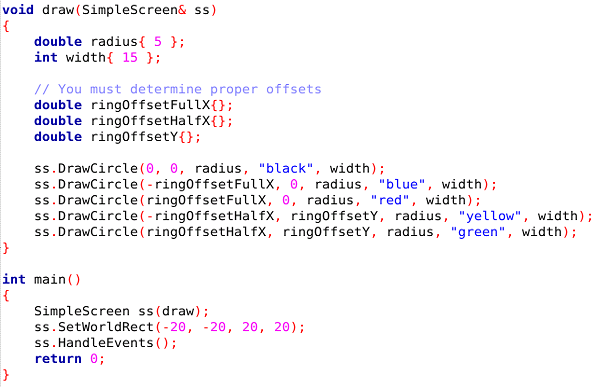 void draw(SimpleScreen& ss)
{
    double radius{ 5 };
    int width{ 15 };

    // You must determine proper offsets
    double ringOffsetFullX{};
    double ringOffsetHalfX{};
    double ringOffsetY{};

    ss.DrawCircle(0, 0, radius, "black", width);
    ss.DrawCircle(-ringOffsetFullX, 0, radius, "blue", width);
    ss.DrawCircle(ringOffsetFullX, 0, radius, "red", width);
    ss.DrawCircle(-ringOffsetHalfX, ringOffsetY, radius, "yellow", width);
    ss.DrawCircle(ringOffsetHalfX, ringOffsetY, radius, "green", width);
}

int main()
{
    SimpleScreen ss(draw);
    ss.SetWorldRect(-20, -20, 20, 20);
    ss.HandleEvents();
    return 0;
}